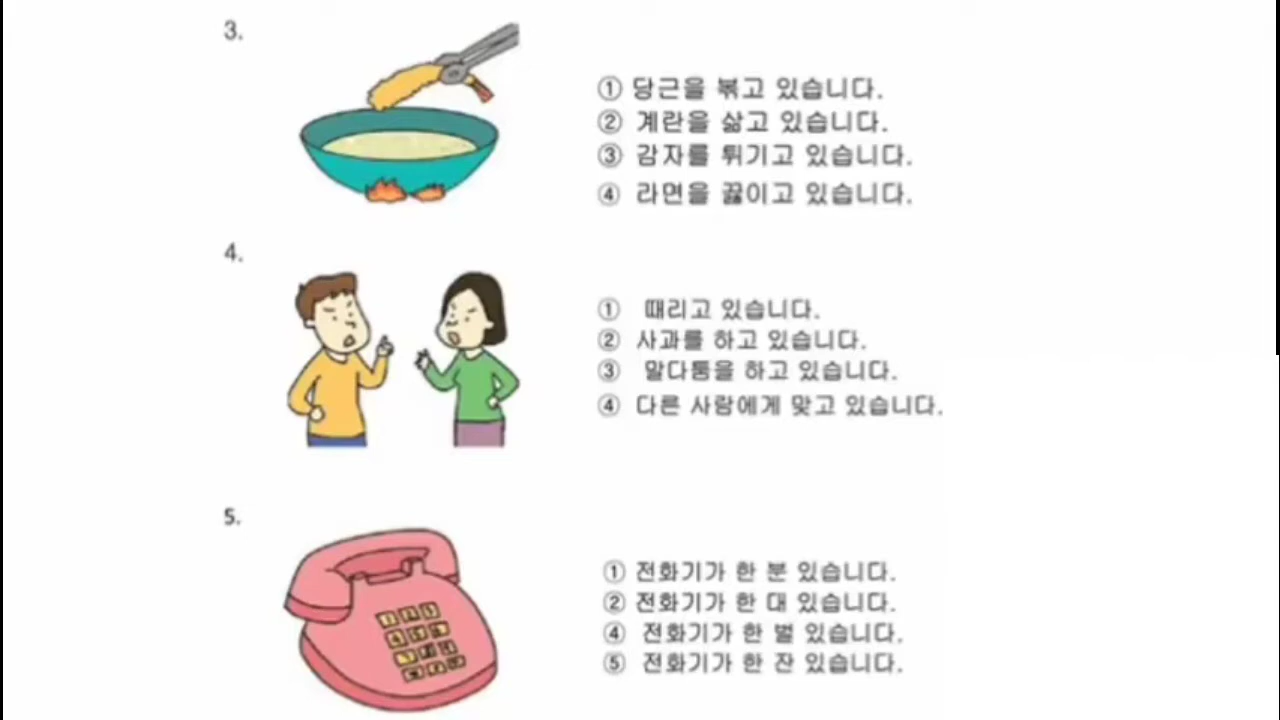 3.
① 당근을 볶고 있습니다.
② 계란을 삶고 있습니다.
③ 감자를 튀기고 있습니다.
④ 라면을 끓이고 있습니다.
4.
① 때리고 있습니다.
② 사과를 하고 있습니다.
③ 말다툼을 하고 있습니다.
④ 다른 사람에게 맞고 있습니다.
5.
① 전화기가 한 분 있습니다.
② 전화기가 한 대 있습니다.
④ 전화기가 한 벌 있습니다.
⑤ 전화기가 한 잔 있습니다.